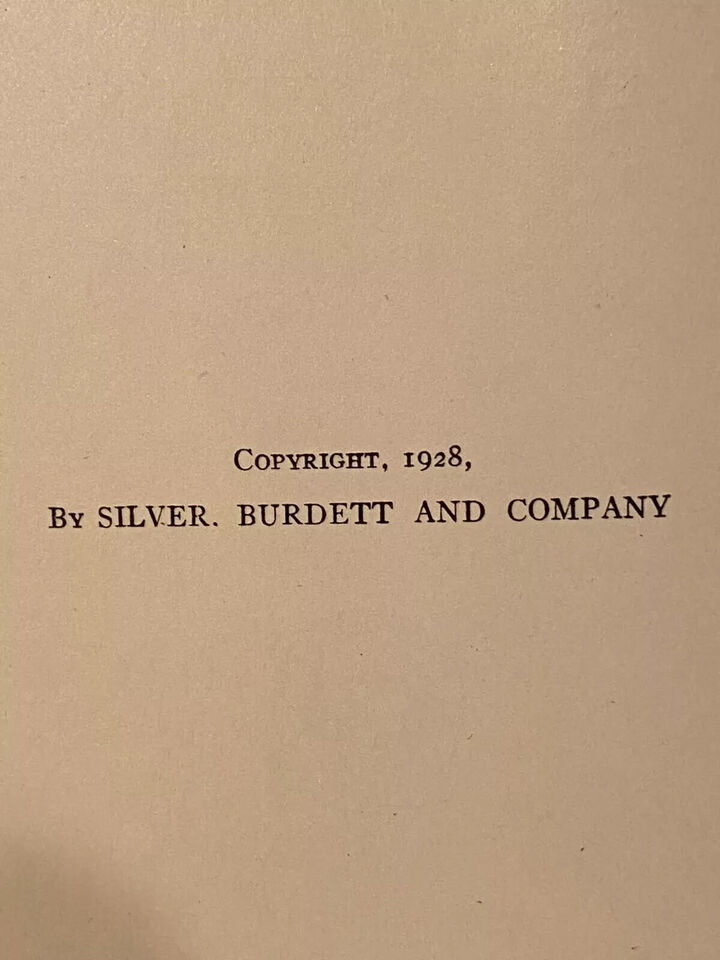 Copyright, 1928,
By SILVER. BURDETT AND COMPANY